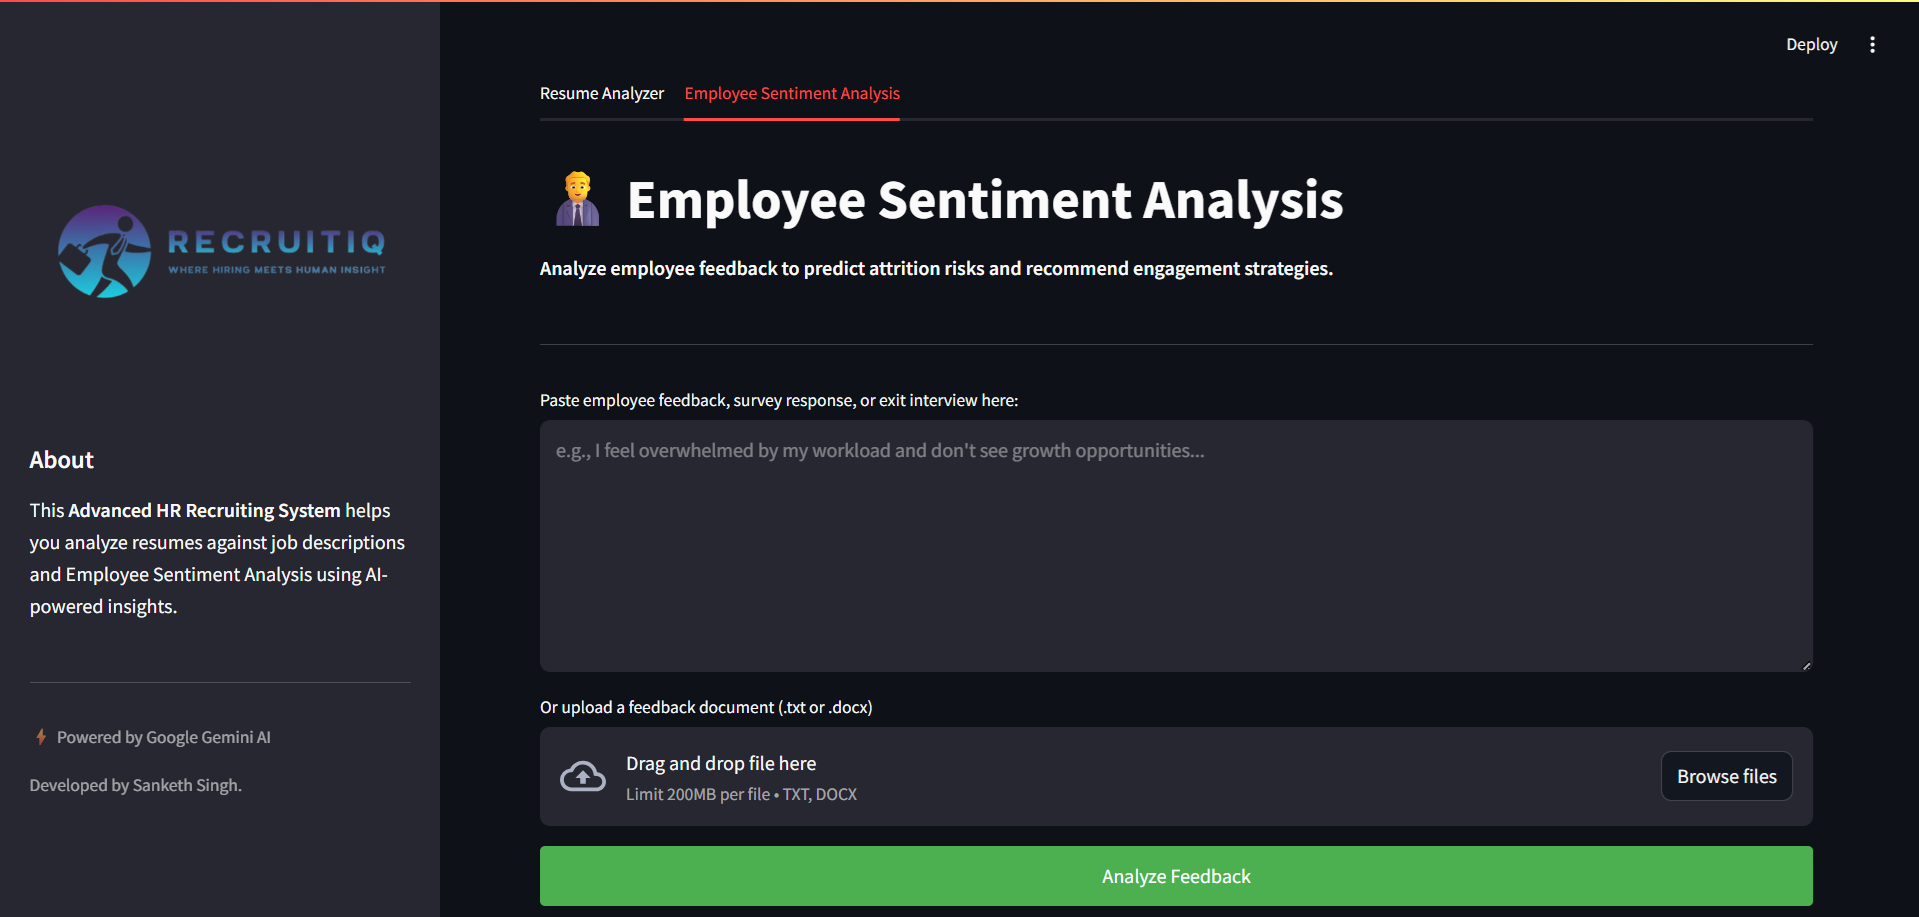 RECRUITIQ
WHERE HIRING MEETS HUMAN INSIGHT
About
This Advanced HR Recruiting System helps
you analyze resumes against job descriptions
and Employee Sentiment Analysis using AI-
powered insights.
Powered by Google Gemini AI
Developed by Sanketh Singh.
Deploy
Resume Analyzer
Employee Sentiment Analysis
Employee Sentiment Analysis
Analyze employee feedback to predict attrition risks and recommend engagement strategies.
Paste employee feedback, survey response, or exit interview here:
e.g., I feel overwhelmed by my workload and don't see growth opportunities...
Or upload a feedback document (.txt or .docx)
Drag and drop file here
Limit 200MB per file • TXT, DOCX
Browse files
Analyze Feedback